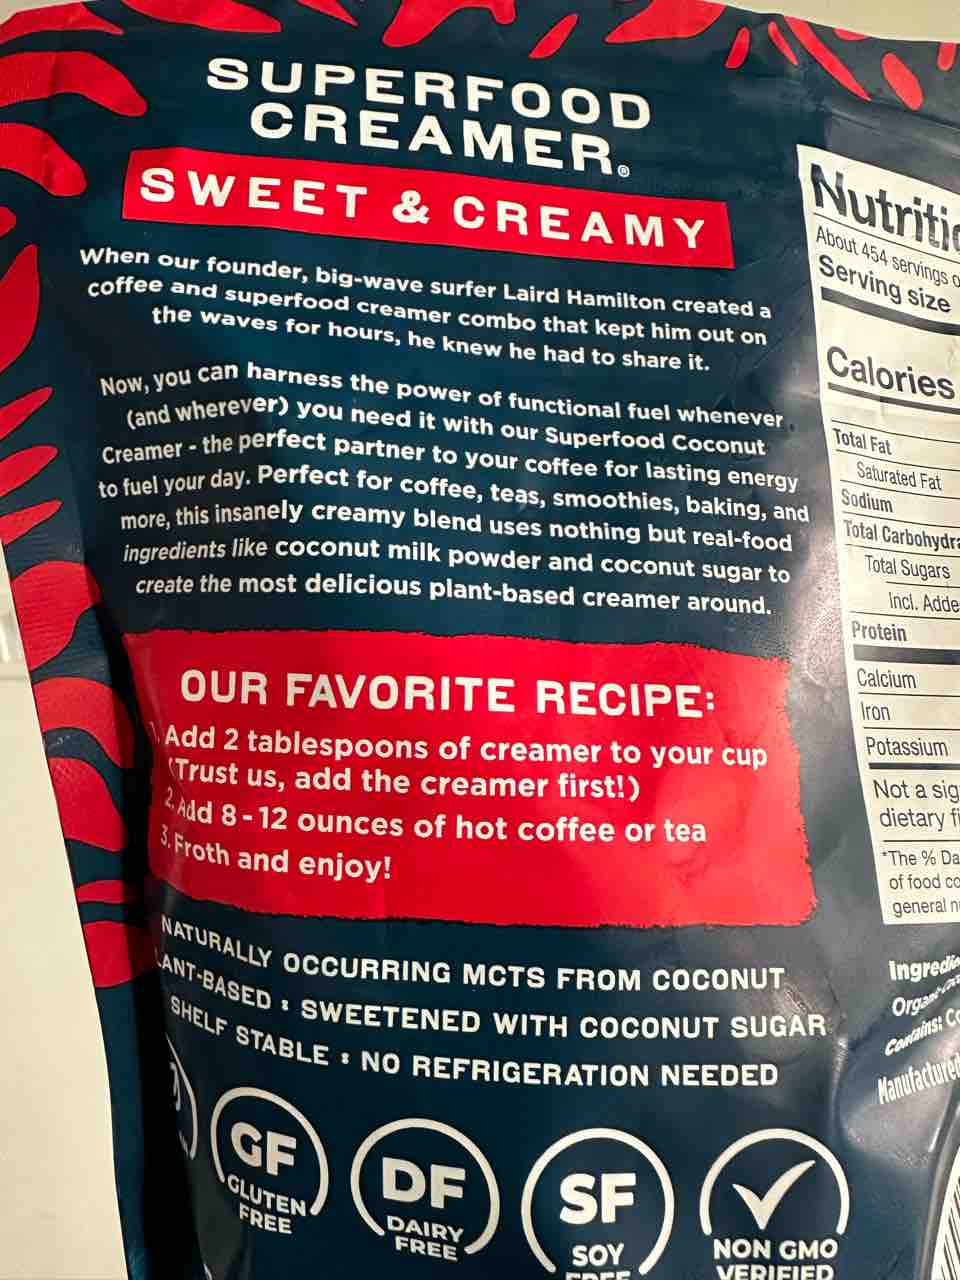 SUPERFOOD
CREAMER®
SWEET & CREAMY
When our founder, big-wave surfer Laird Hamilton created a
coffee and superfood creamer combo that kept him out on
the waves for hours, he knew he had to share it.
Now, you can harness the power of functional fuel whenever
(and wherever) you need it with our Superfood Coconut
Creamer - the perfect partner to your coffee for lasting energy
to fuel your day. Perfect for coffee, teas, smoothies, baking, and
more, this insanely creamy blend uses nothing but real-food
ingredients like coconut milk powder and coconut sugar to
create the most delicious plant-based creamer around.
OUR FAVORITE RECIPE:
1. Add 2 tablespoons of creamer to your cup
(Trust us, add the creamer first!)
2. Add 8-12 ounces of hot coffee or tea
3. Froth and enjoy!
NATURALLY OCCURRING MCTS FROM COCONUT
LANT-BASED : SWEETENED WITH COCONUT SUGAR
SHELF STABLE : NO REFRIGERATION NEEDED
GF
GLUTEN
FREE
DF
DAIRY
FREE
SF
SOY
FREE
NON GMO
VERIFIED
Nutriti
About 454 servings
Serving size
Calories
Total Fat
Saturated Fat
Sodium
Total Carbohydra
Total Sugars
Incl. Adde
Protein
Calcium
Iron
Potassium
Not a sig
dietary fi
*The % Da
of food co
general n
Ingredie
Organic
Contains: Co
Manufactured